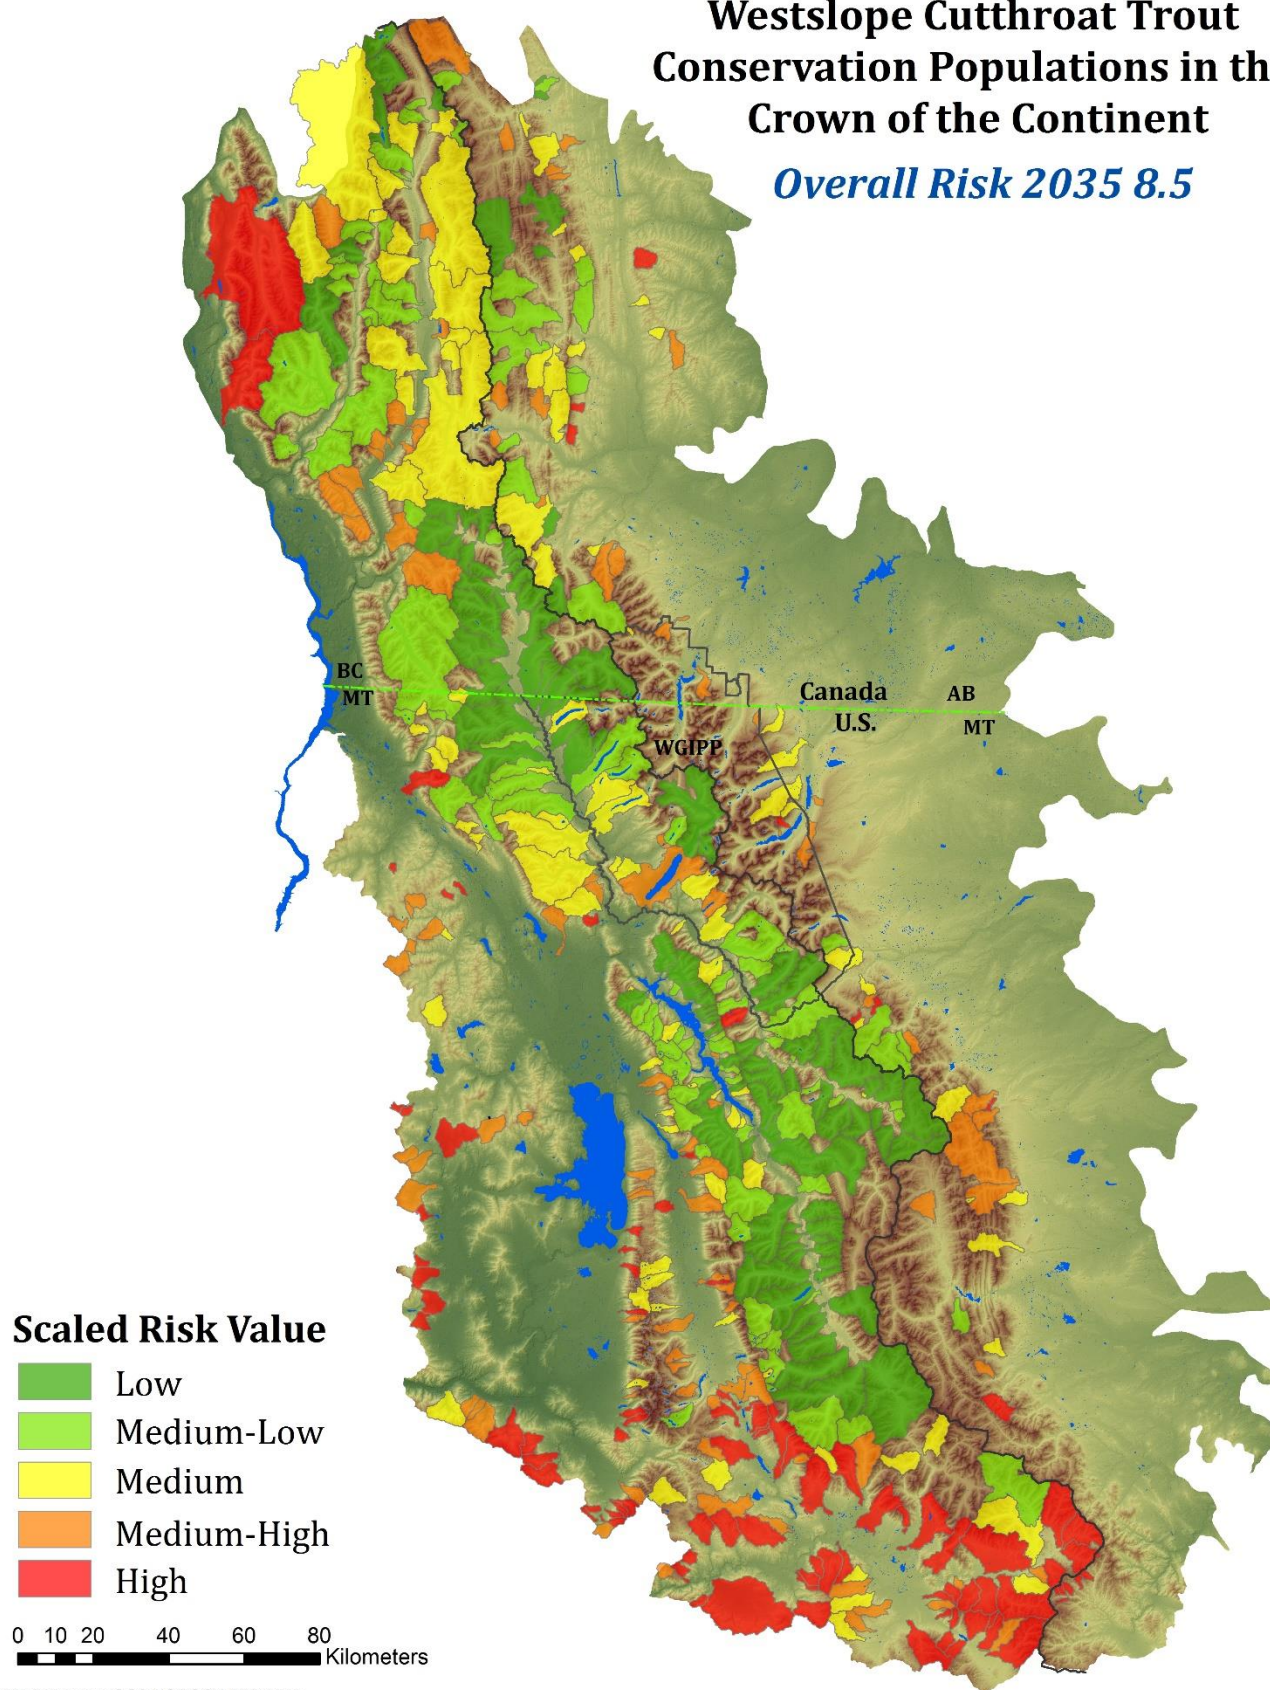 Westslope Cutthroat Trout
Conservation Populations in th
Crown of the Continent
Overall Risk 2035 8.5
BC
MT
Canada
AB
U.S.
MT
WGIPP
Scaled Risk Value
Low
Medium-Low
Medium
Medium-High
High
0 10 20 40 60 80
Kilometers